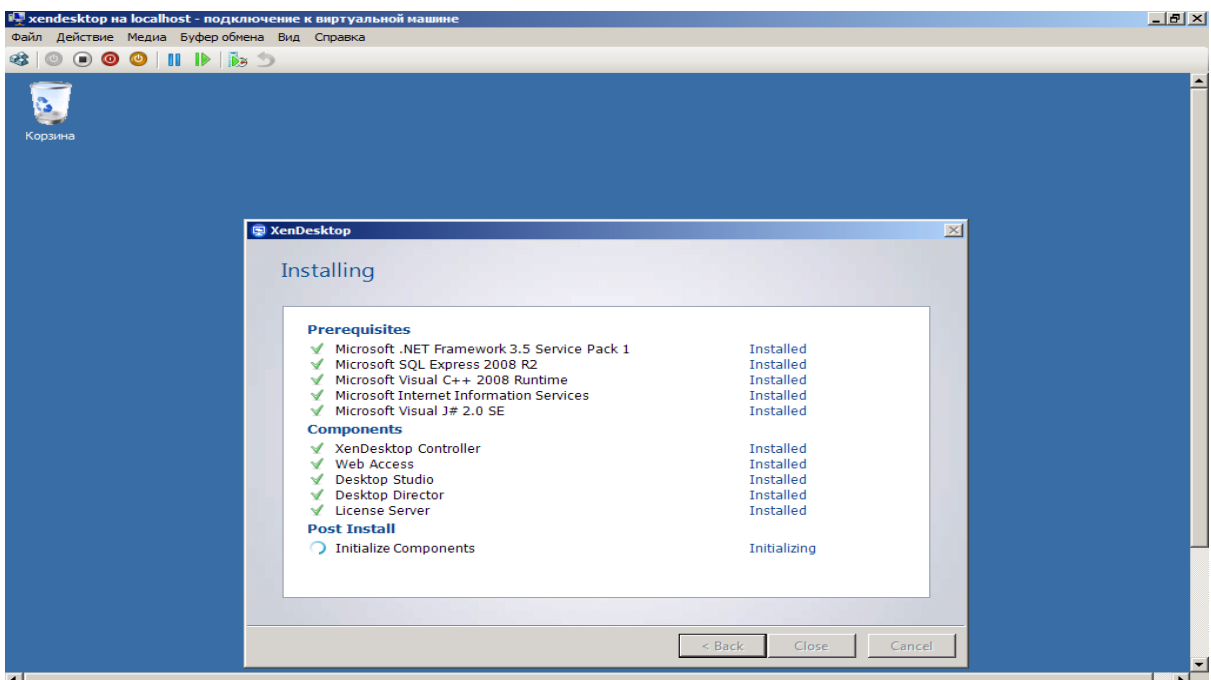 xendesktop на localhost - подключение к виртуальной машине
Файл Действие Медиа Буфер обмена Вид Справка
Корзина
XenDesktop
Installing
Prerequisites
Microsoft .NET Framework 3.5 Service Pack 1 Installed
Microsoft SQL Express 2008 R2 Installed
Microsoft Visual C++ 2008 Runtime Installed
Microsoft Internet Information Services Installed
Microsoft Visual J# 2.0 SE Installed
Components
XenDesktop Controller Installed
Web Access Installed
Desktop Studio Installed
Desktop Director Installed
License Server Installed
Post Install
Initialize Components Initializing
< Back Close Cancel